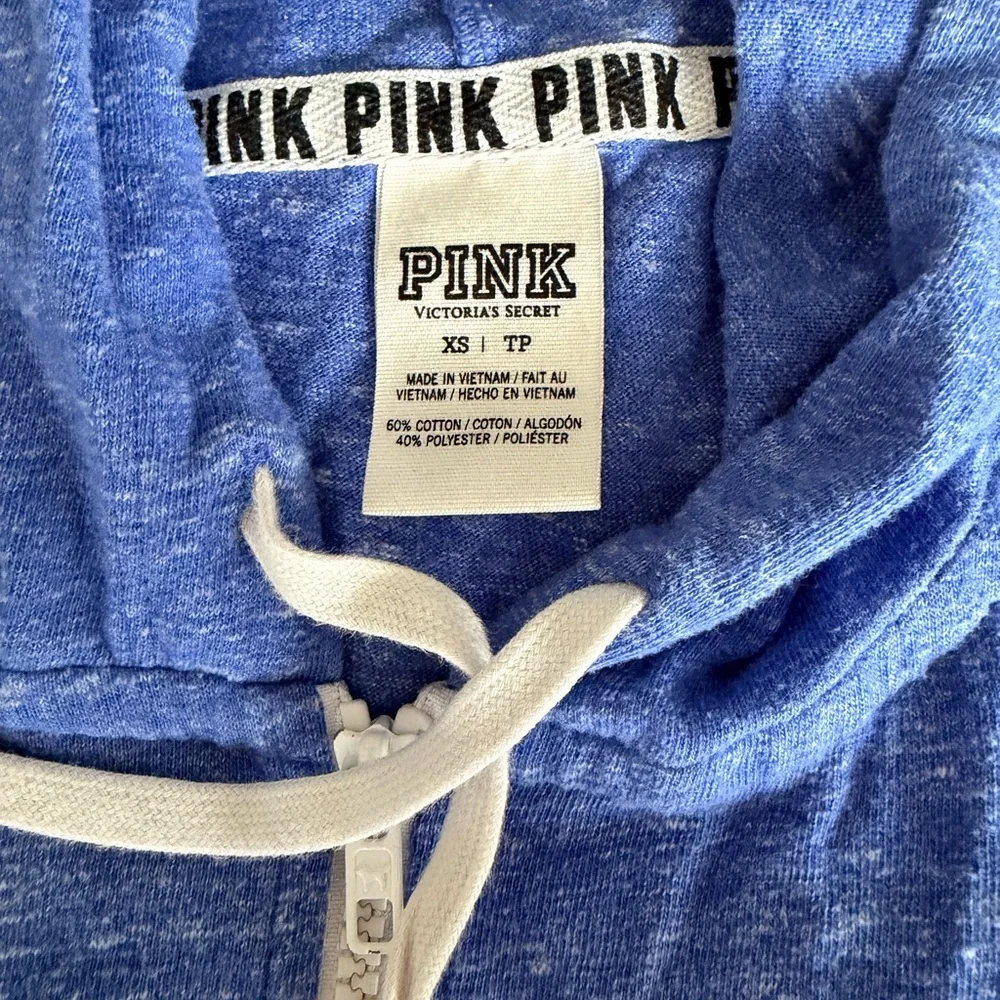 PINK PINK PINK P
PINK
VICTORIA'S SECRET
XS | TP
MADE IN VIETNAM / FAIT AU
VIETNAM / HECHO EN VIETNAM
60% COTTON / COTON / ALGODÓN
40% POLYESTER / POLIÉSTER